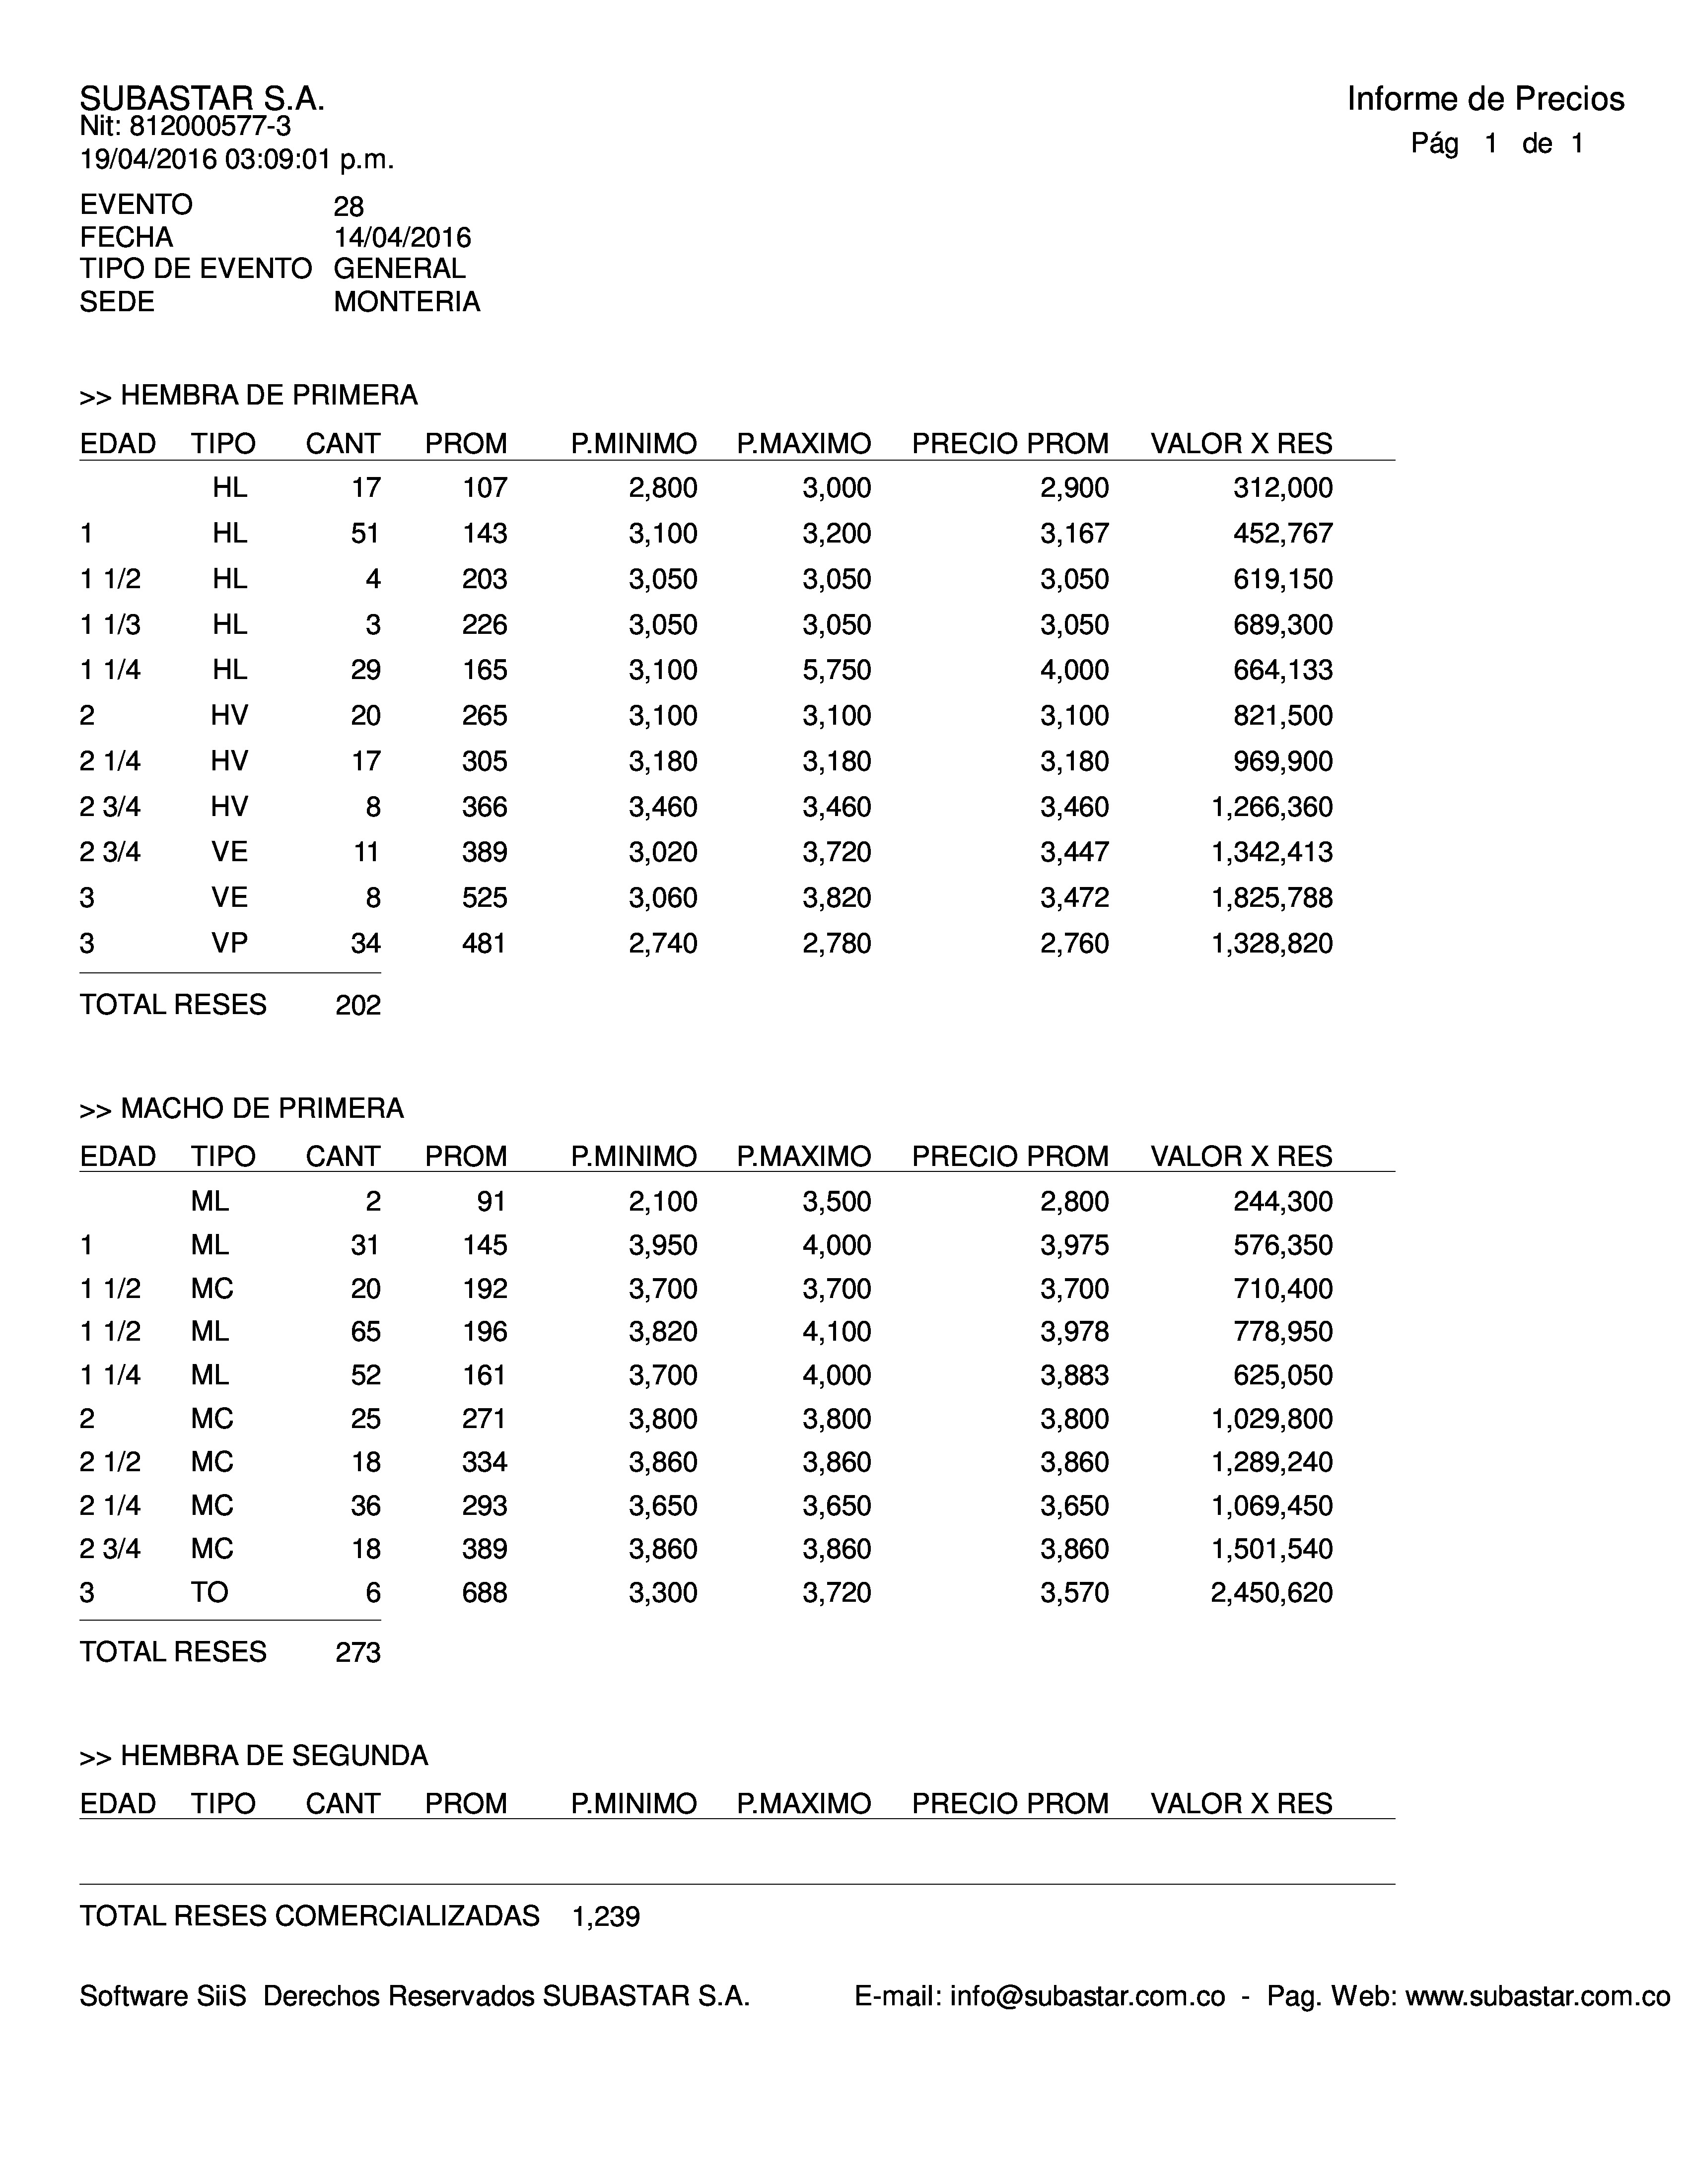 SUBASTAR S.A.
Informe de Precios
Nit: 812000577-3
Pág 1 de 1
19/04/2016 03:09:01 p.m.
EVENTO 28
FECHA 14/04/2016
TIPO DE EVENTO GENERAL
SEDE MONTERIA
>> HEMBRA DE PRIMERA
EDAD TIPO CANT PROM P.MINIMO P.MAXIMO PRECIO PROM VALOR X RES
HL 17 107 2,800 3,000 2,900 312,000
1 HL 51 143 3,100 3,200 3,167 452,767
1 1/2 HL 4 203 3,050 3,050 3,050 619,150
1 1/3 HL 3 226 3,050 3,050 3,050 689,300
1 1/4 HL 29 165 3,100 5,750 4,000 664,133
2 HV 20 265 3,100 3,100 3,100 821,500
2 1/4 HV 17 305 3,180 3,180 3,180 969,900
2 3/4 HV 8 366 3,460 3,460 3,460 1,266,360
2 3/4 VE 11 389 3,020 3,720 3,447 1,342,413
3 VE 8 525 3,060 3,820 3,472 1,825,788
3 VP 34 481 2,740 2,780 2,760 1,328,820
TOTAL RESES 202
>> MACHO DE PRIMERA
EDAD TIPO CANT PROM P.MINIMO P.MAXIMO PRECIO PROM VALOR X RES
ML 2 91 2,100 3,500 2,800 244,300
1 ML 31 145 3,950 4,000 3,975 576,350
1 1/2 MC 20 192 3,700 3,700 3,700 710,400
1 1/2 ML 65 196 3,820 4,100 3,978 778,950
1 1/4 ML 52 161 3,700 4,000 3,883 625,050
2 MC 25 271 3,800 3,800 3,800 1,029,800
2 1/2 MC 18 334 3,860 3,860 3,860 1,289,240
2 1/4 MC 36 293 3,650 3,650 3,650 1,069,450
2 3/4 MC 18 389 3,860 3,860 3,860 1,501,540
3 TO 6 688 3,300 3,720 3,570 2,450,620
TOTAL RESES 273
>> HEMBRA DE SEGUNDA
EDAD TIPO CANT PROM P.MINIMO P.MAXIMO PRECIO PROM VALOR X RES
TOTAL RESES COMERCIALIZADAS 1,239
Software SiiS Derechos Reservados SUBASTAR S.A. E-mail: info@subastar.com.co - Pag. Web: www.subastar.com.co